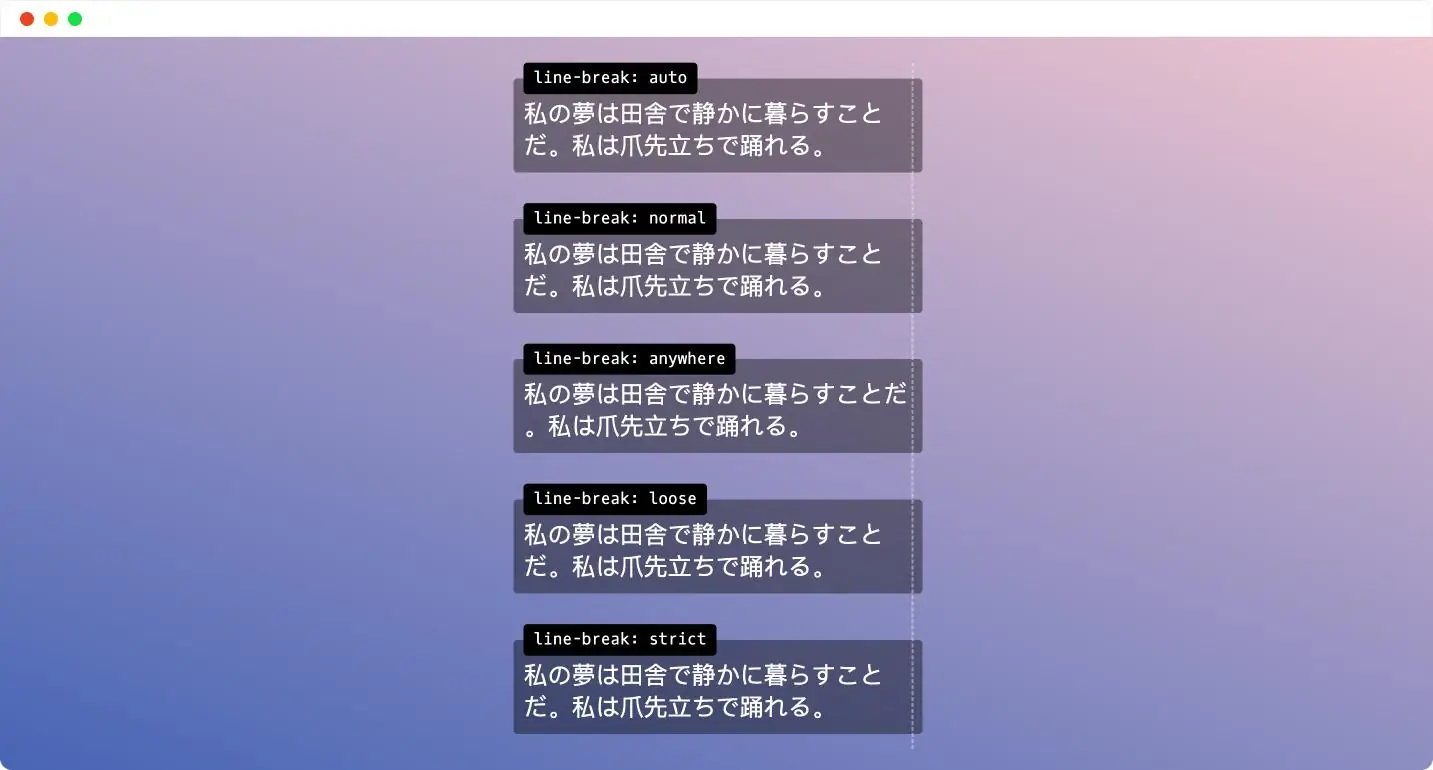 line-break: auto
私の夢は田舎で静かに暮らすこと
だ。私は爪先立ちで踊れる。
line-break: normal
私の夢は田舎で静かに暮らすこと
だ。私は爪先立ちで踊れる。
line-break: anywhere
私の夢は田舎で静かに暮らすことだ
。私は爪先立ちで踊れる。
line-break: loose
私の夢は田舎で静かに暮らすこと
だ。私は爪先立ちで踊れる。
line-break: strict
私の夢は田舎で静かに暮らすこと
だ。私は爪先立ちで踊れる。